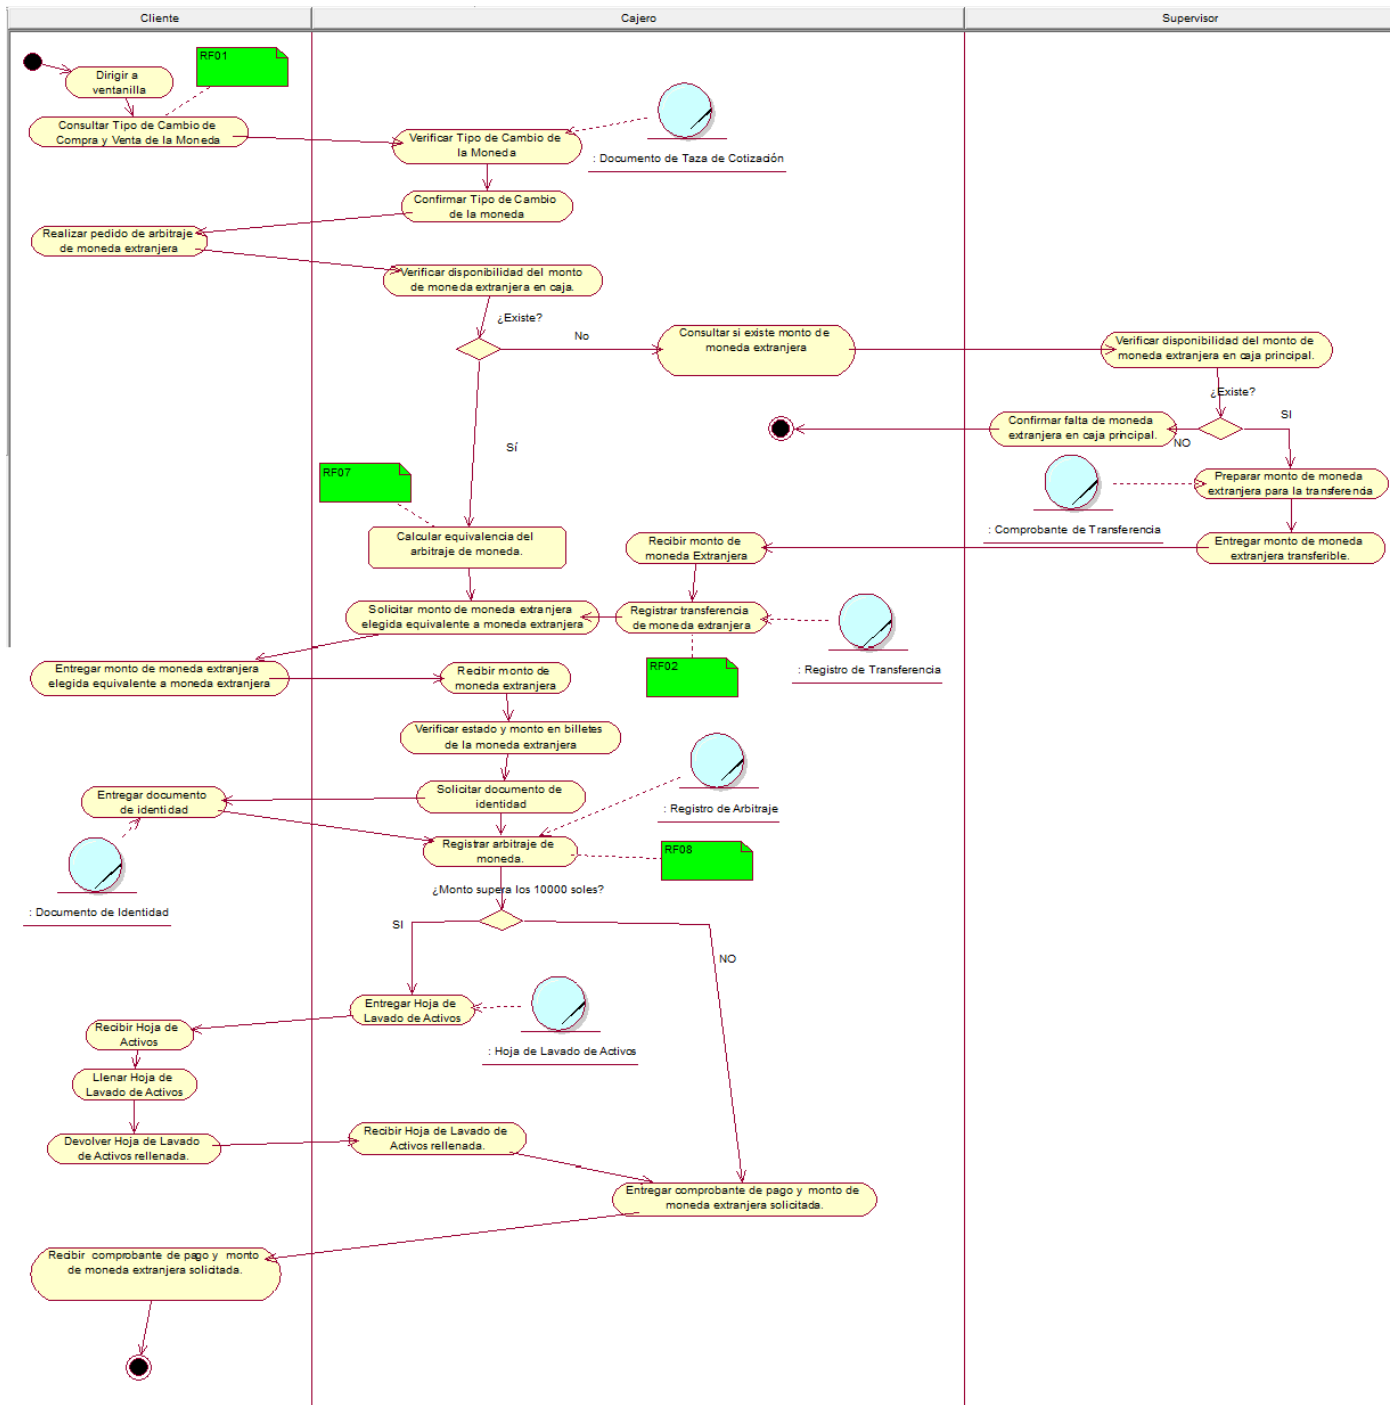 Cliente
Cajero
Supervisor
RF01
Dirigir a
ventanilla
Consultar Tipo de Cambio de
Compra y Venta de la Moneda
Verificar Tipo de Cambio de
la Moneda
: Documento de Taza de Cotización
Confirmar Tipo de Cambio
de la moneda
Realizar pedido de arbitraje
de moneda extranjera
Verificar disponibilidad del monto
de moneda extranjera en caja.
¿Existe?
No
Consultar si existe monto de
moneda extranjera
Verificar disponibilidad del monto de
moneda extranjera en caja principal.
¿Existe?
SI
NO
Confirmar falta de moneda
extranjera en caja principal.
Sí
RF07
Preparar monto de moneda
extranjera para la transferencia
: Comprobante de Transferencia
Calcular equivalencia del
arbitraje de moneda.
Recibir monto de
moneda Extranjera
Entregar monto de moneda
extranjera transferible.
Solicitar monto de moneda extranjera
elegida equivalente a moneda extranjera
Registrar transferencia
de moneda extranjera
: Registro de Transferencia
RF02
Entregar monto de moneda extranjera
elegida equivalente a moneda extranjera
Recibir monto de
moneda extranjera
Verificar estado y monto en billetes
de la moneda extranjera
Solicitar documento de
identidad
Entregar documento
de identidad
: Registro de Arbitraje
Registrar arbitraje de
moneda.
RF08
: Documento de Identidad
¿Monto supera los 10000 soles?
SI
NO
Entregar Hoja de
Lavado de Activos
: Hoja de Lavado de Activos
Recibir Hoja de
Activos
Llenar Hoja de
Lavado de Activos
Devolver Hoja de Lavado
de Activos rellenada.
Recibir Hoja de Lavado de
Activos rellenada.
Entregar comprobante de pago y monto de
moneda extranjera solicitada.
Recibir comprobante de pago y monto
de moneda extranjera solicitada.